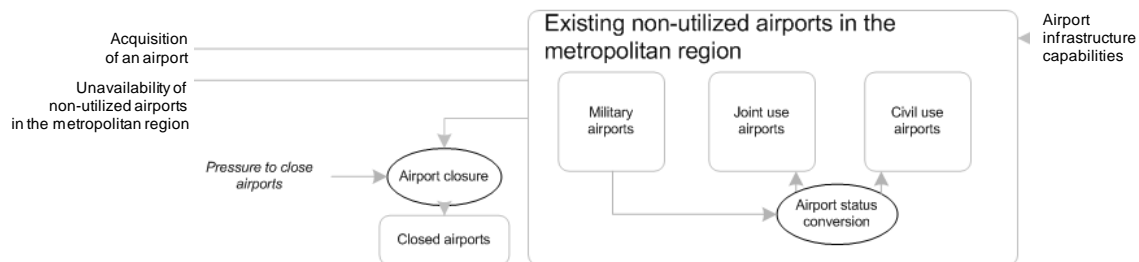 Existing non-utilized airports in the
metropolitan region
Airport
infrastructure
capabilities
Acquisition
of an airport
Unavailability of
non-utilized airports
in the metropolitan region
Military
airports
Joint use
airports
Civil use
airports
Pressure to close
airports
Airport closure
Airport status
conversion
Closed airports